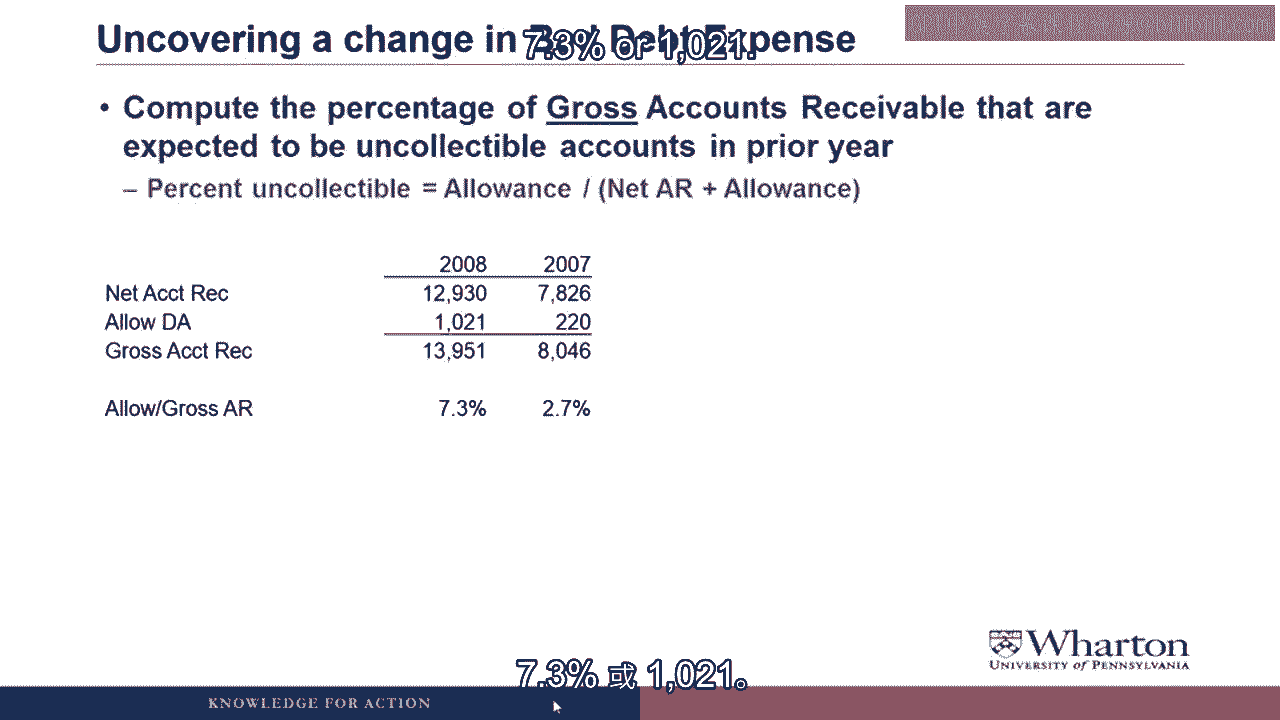 Uncovering a change in Bad Debt Expense
7.3% or 1,021.
• Compute the percentage of Gross Accounts Receivable that are
expected to be uncollectible accounts in prior year
– Percent uncollectible = Allowance / (Net AR + Allowance)
2008 2007
Net Acct Rec 12,930 7,826
Allow DA 1,021 220
Gross Acct Rec 13,951 8,046
Allow/Gross AR 7.3% 2.7%
Wharton
UNIVERSITY of PENNSYLVANIA
7.3% 或 1,021。
KNOWLEDGE FOR ACTION